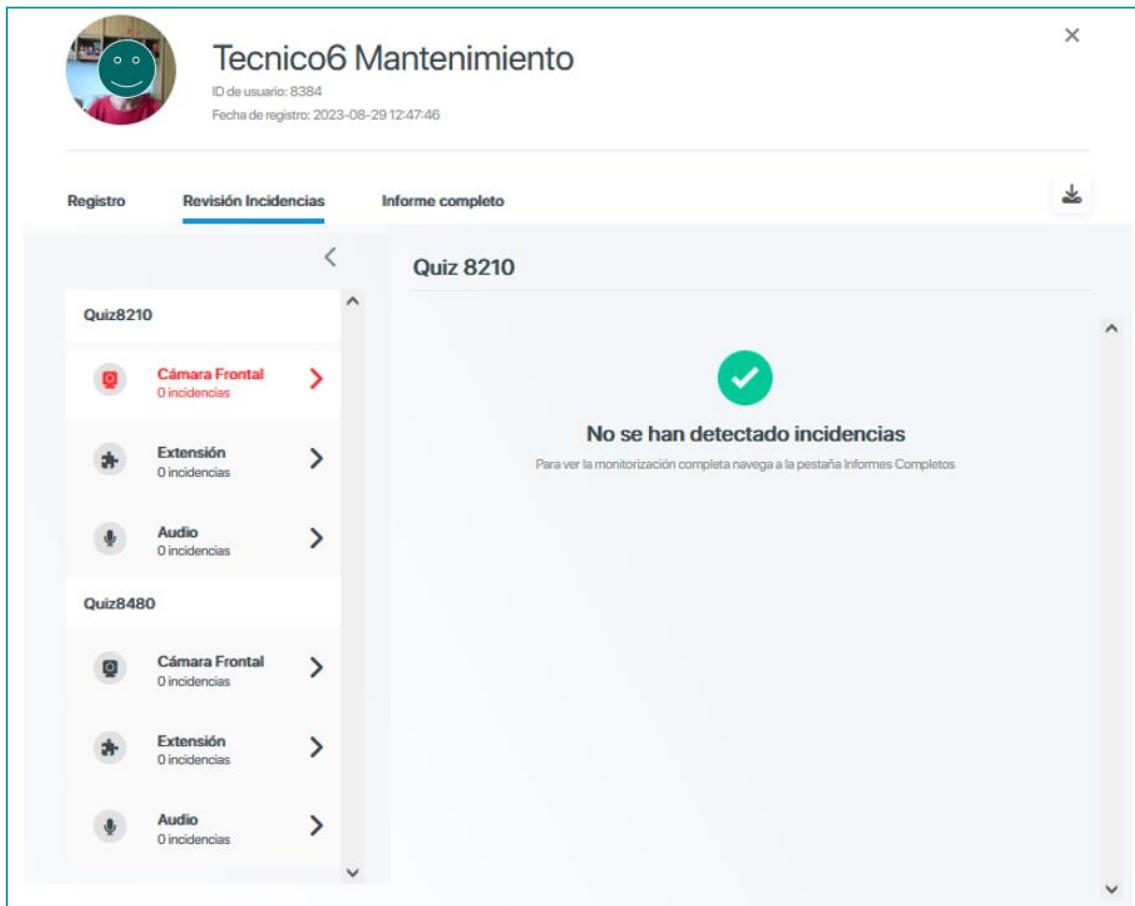 Tecnico6 Mantenimiento
ID de usuario: 8384
Fecha de registro: 2023-08-29 12:47:46
Registro
Revisión Incidencias
Informe completo
Quiz8210
Cámara Frontal
0 incidencias
Extensión
0 incidencias
Audio
0 incidencias
Quiz8480
Cámara Frontal
0 incidencias
Extensión
0 incidencias
Audio
0 incidencias
Quiz 8210
No se han detectado incidencias
Para ver la monitorización completa navega a la pestaña Informes Completos